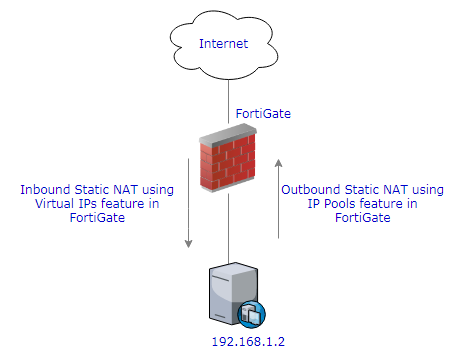 Internet
FortiGate
Inbound Static NAT using
Virtual IPs feature in
FortiGate
Outbound Static NAT using
IP Pools feature in
FortiGate
192.168.1.2